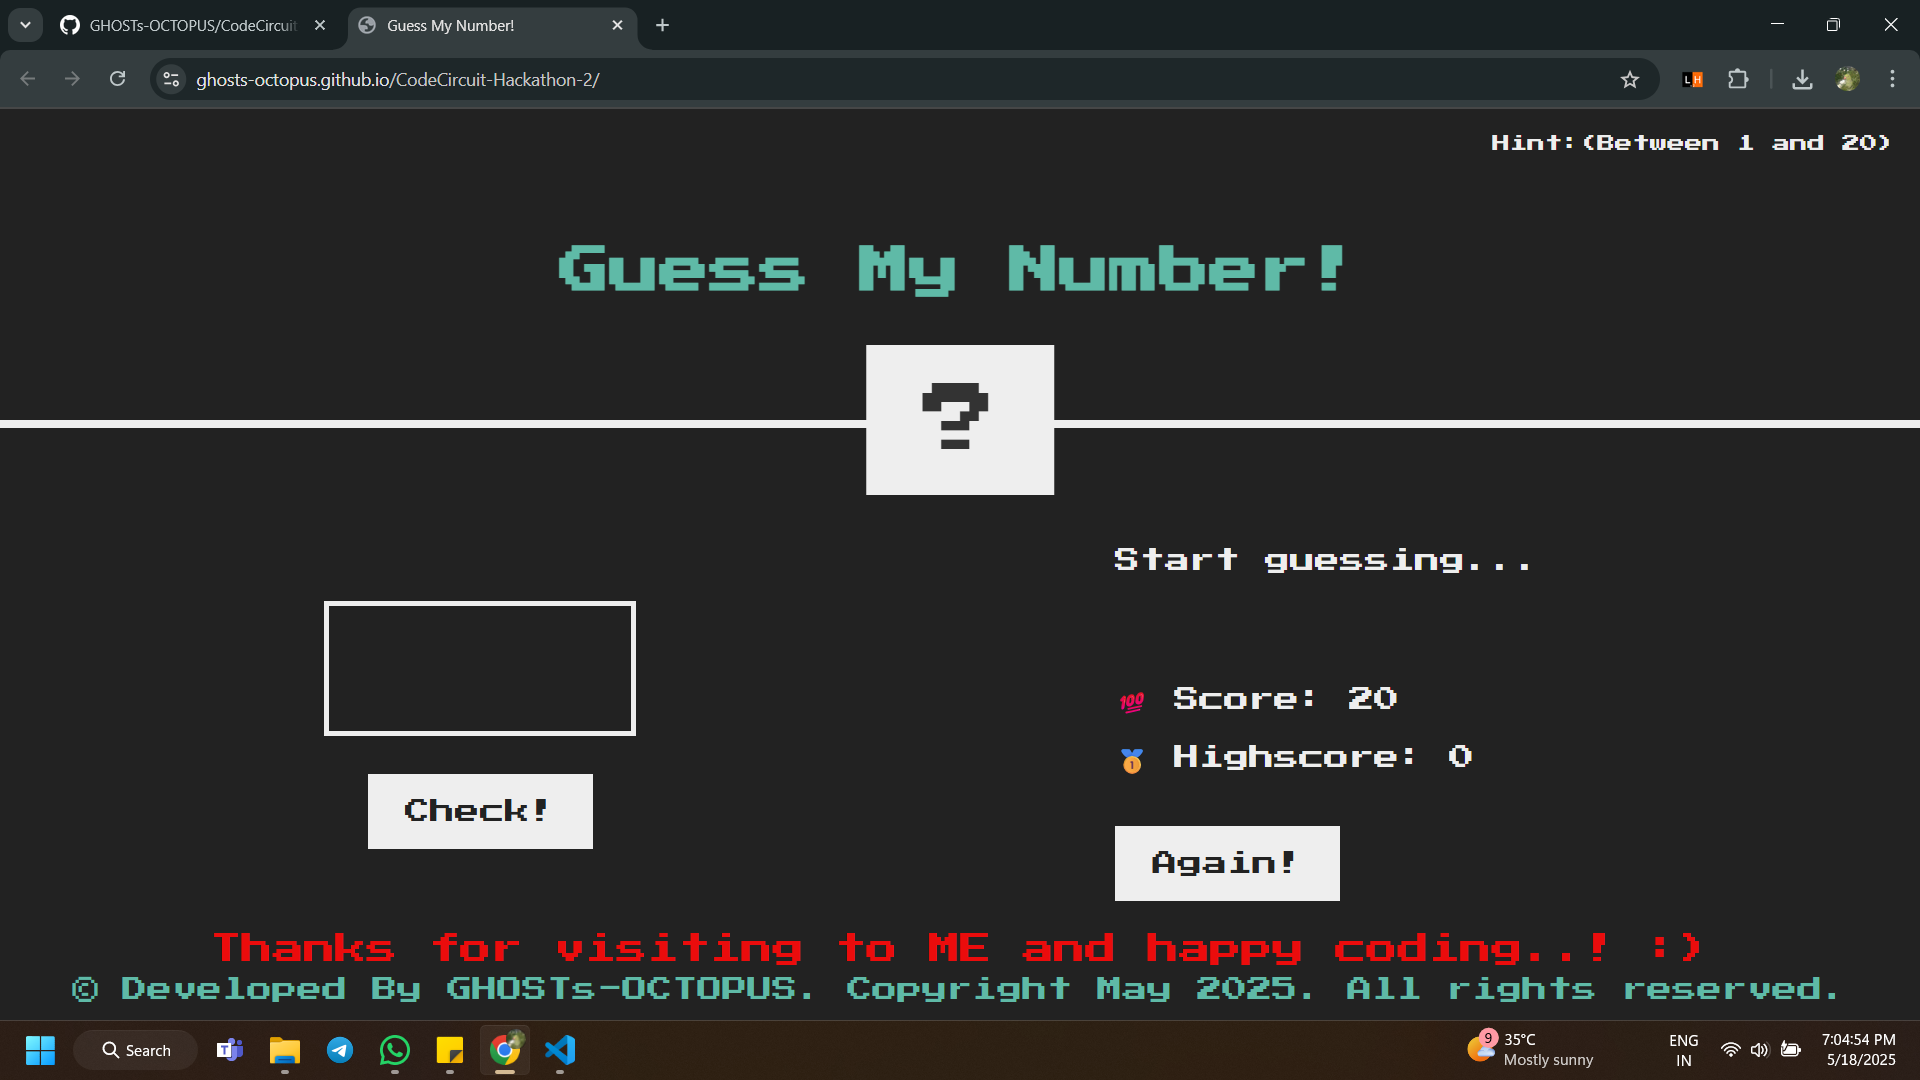 GHOSTs-OCTOPUS/CodeCircuit
Guess My Number!
ghosts-octopus.github.io/CodeCircuit-Hackathon-2/
LH
Hint:(Between 1 and 20)
Guess My Number!
?
Start guessing...
💯 Score: 20
🥇 Highscore: 0
Check!
Again!
Thanks for visiting to ME and happy coding..! :)
© Developed By GHOSTs-OCTOPUS. Copyright May 2025. All rights reserved.
Search
9
35°C
Mostly sunny
ENG
IN
7:04:54 PM
5/18/2025